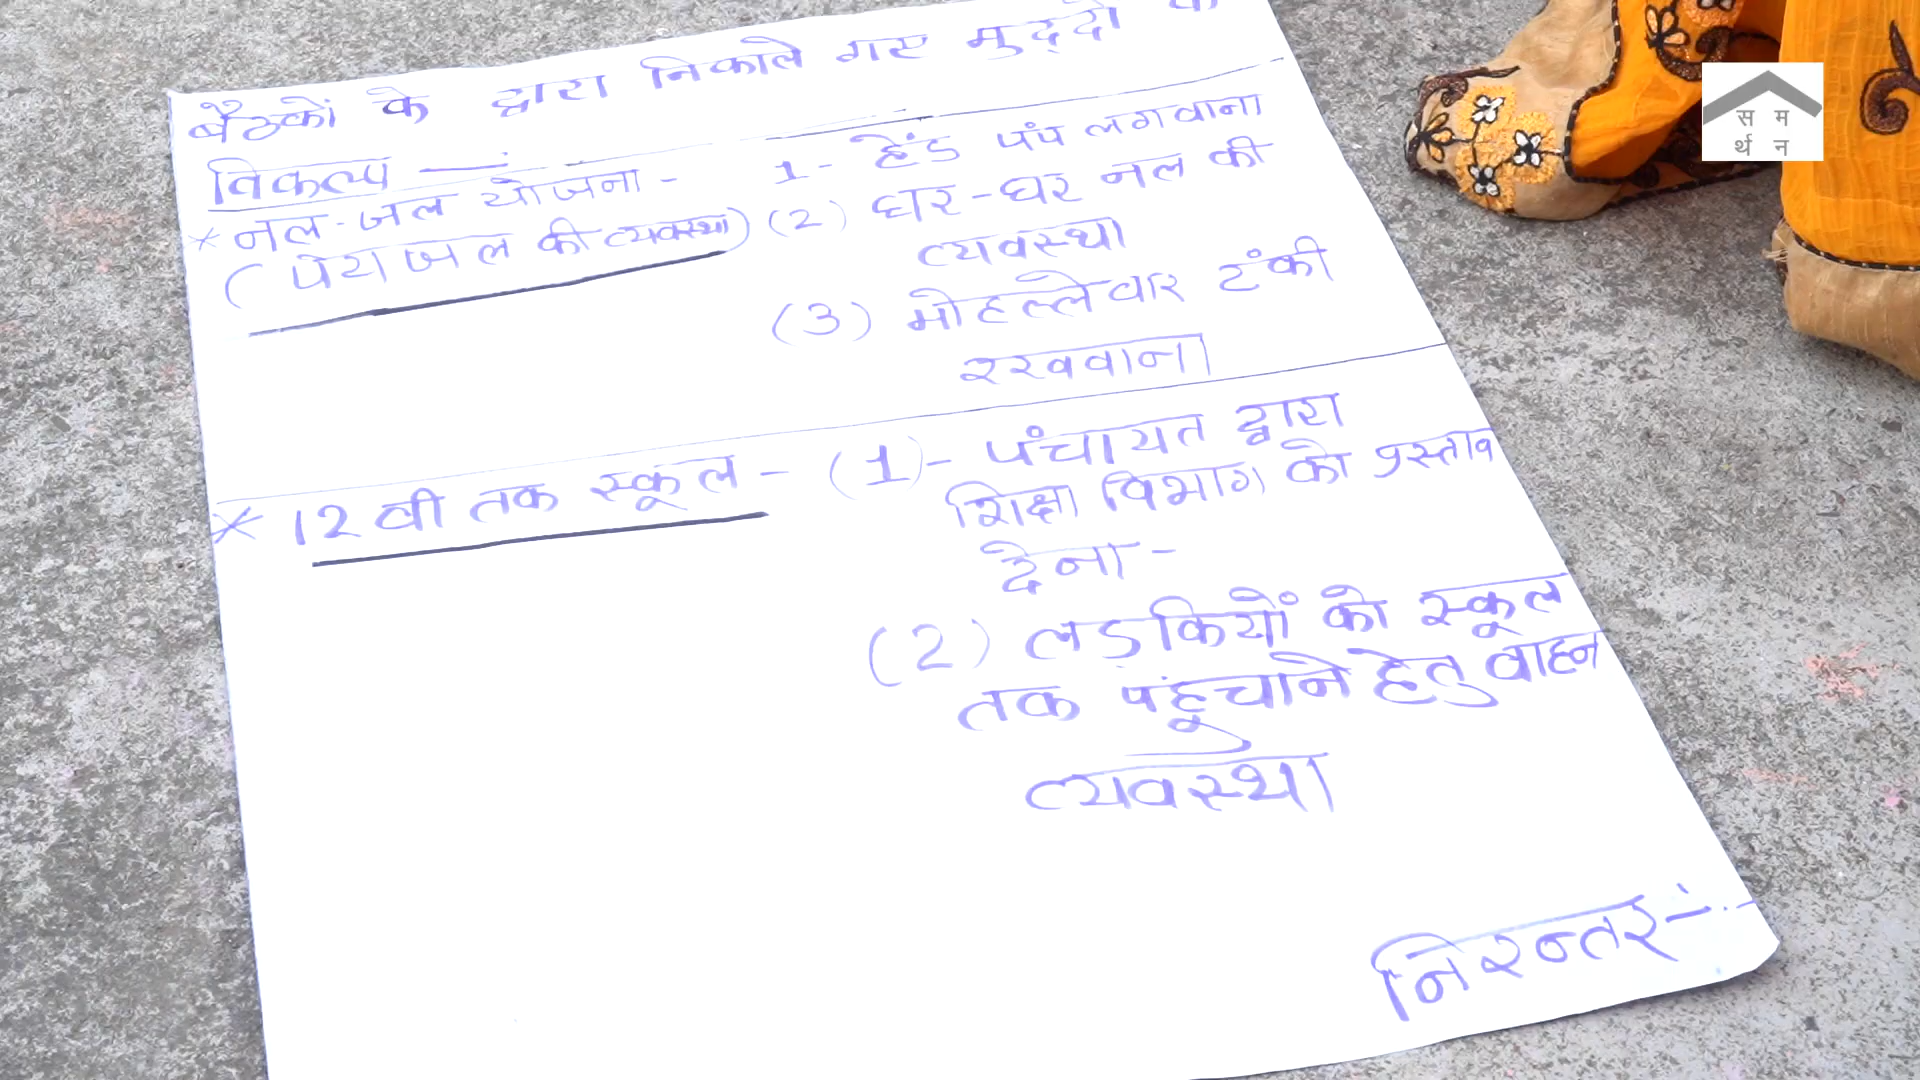 बैठकों के द्वारा निकाले गए मुद्दो के
विकल्प —:
* नल-जल योजना - 1- हेंड पंप लगवाना
( पेयजल की व्यवस्था) (2) घर-घर नल की
व्यवस्था
(3) मोहल्लेवार टंकी
रखवाना
* 12 वी तक स्कूल - (1)- पंचायत द्वारा
शिक्षा विभाग को प्रस्ताव
देना-
(2) लड़कियों को स्कूल
तक पहुंचाने हेतु वाहन
व्यवस्था
निरन्तर-:.-
स म
र्थ न